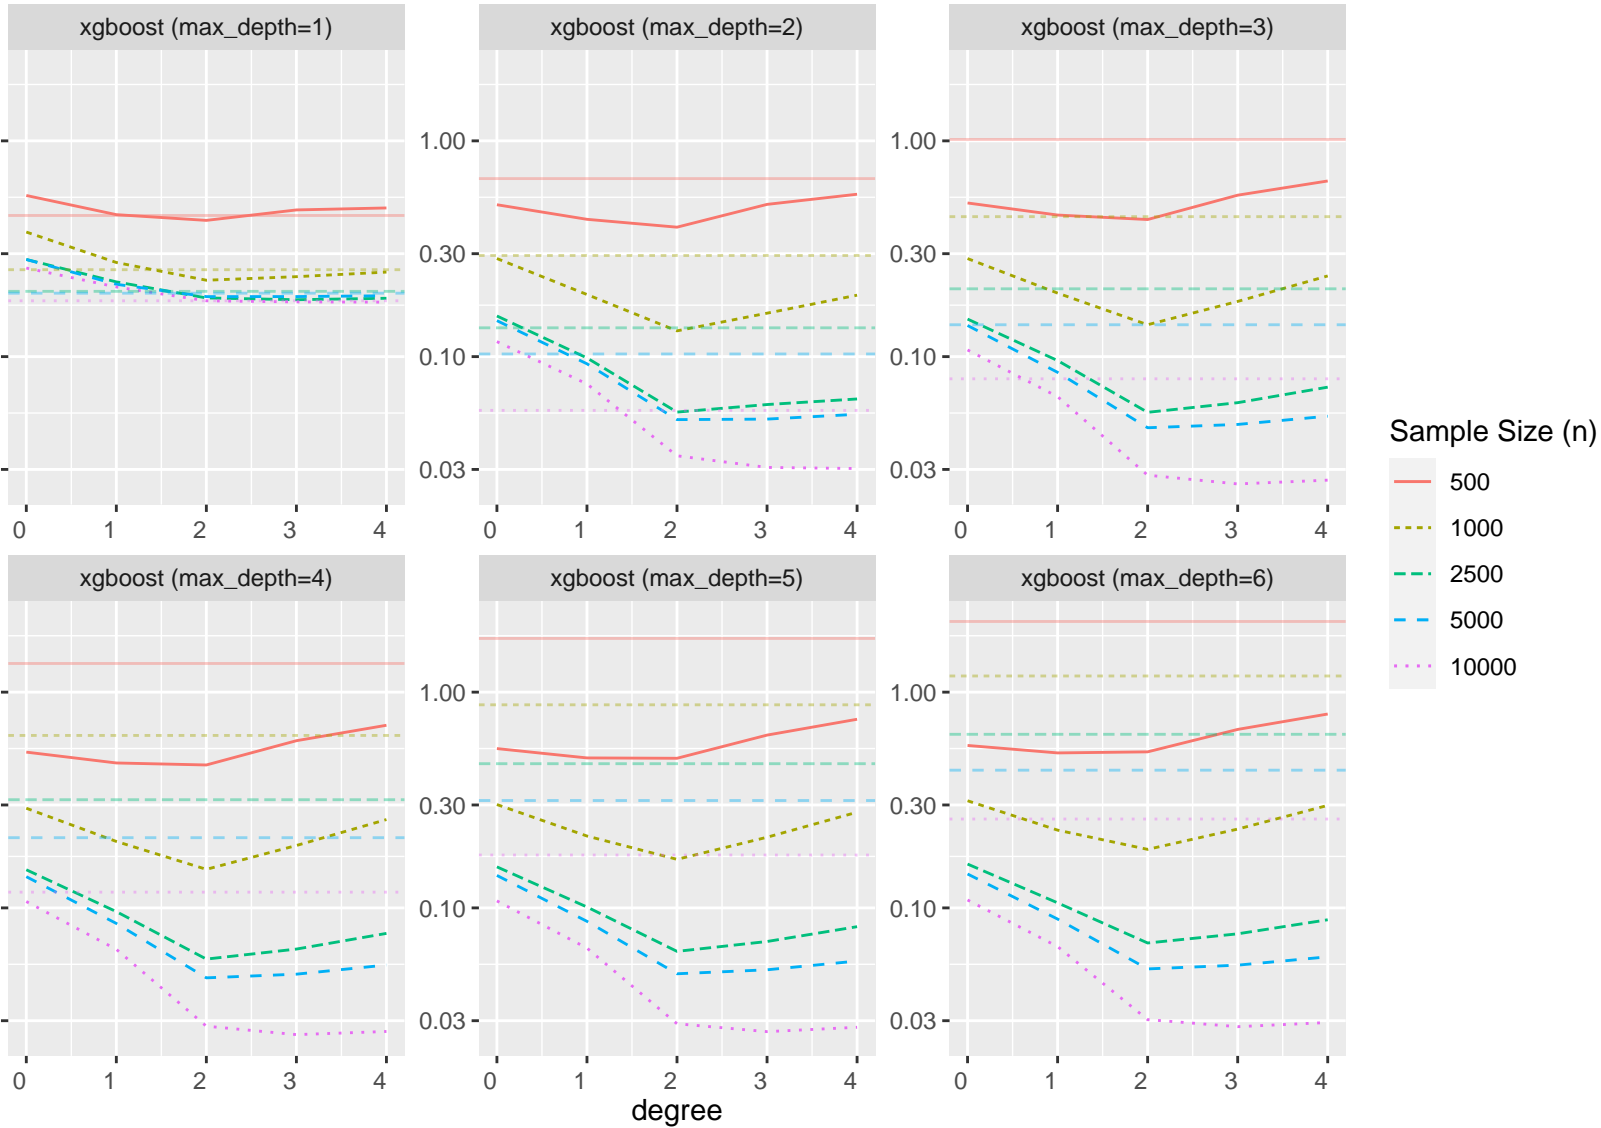 xgboost (max_depth=1) xgboost (max_depth=2) xgboost (max_depth=3)
1.00 1.00
0.30 0.30
0.10 0.10
0.03 0.03
0 1 2 3 4 0 1 2 3 4 0 1 2 3 4
xgboost (max_depth=4) xgboost (max_depth=5) xgboost (max_depth=6)
1.00 1.00
0.30 0.30
0.10 0.10
0.03 0.03
0 1 2 3 4 0 1 2 3 4 0 1 2 3 4
degree
Sample Size (n)
500
1000
2500
5000
10000